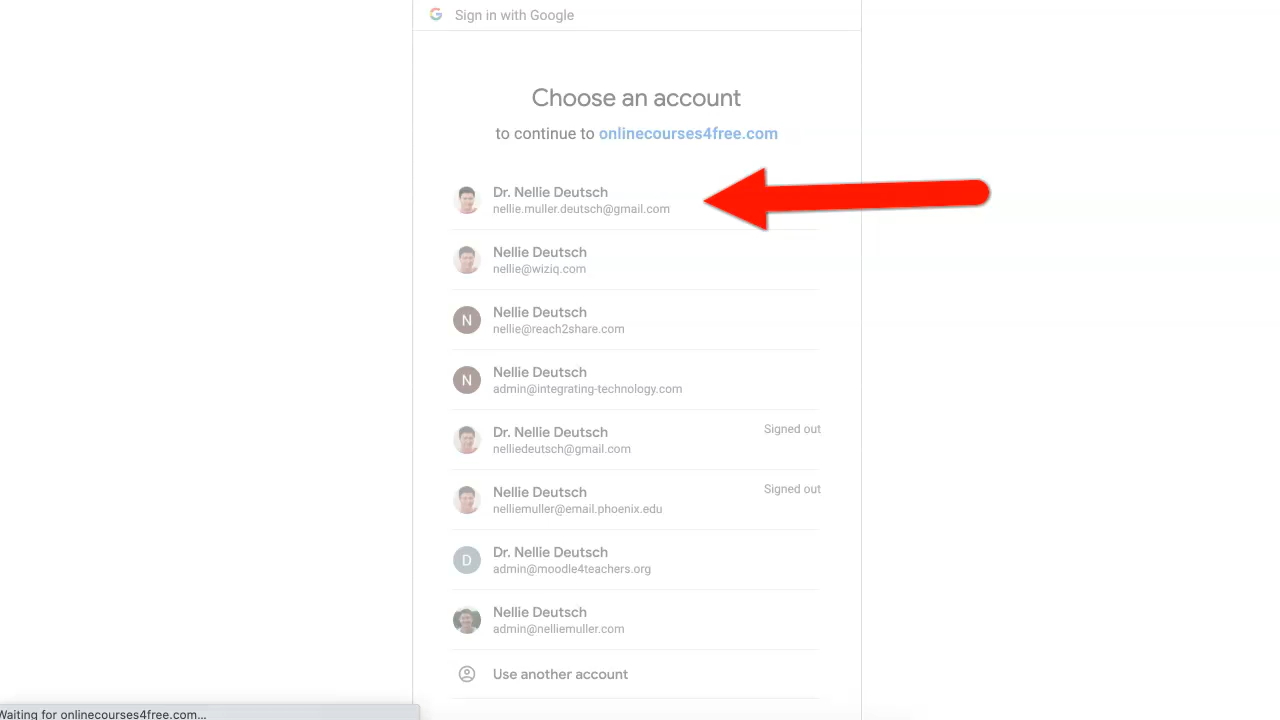 Sign in with Google
Choose an account
to continue to onlinecourses4free.com
Dr. Nellie Deutsch
nellie.muller.deutsch@gmail.com
Nellie Deutsch
nellie@wiziq.com
N
Nellie Deutsch
nellie@reach2share.com
N
Nellie Deutsch
admin@integrating-technology.com
Dr. Nellie Deutsch
Signed out
nelliedeutsch@gmail.com
Nellie Deutsch
Signed out
nelliemuller@email.phoenix.edu
D
Dr. Nellie Deutsch
admin@moodle4teachers.org
Nellie Deutsch
admin@nelliemuller.com
Use another account
Waiting for onlinecourses4free.com...